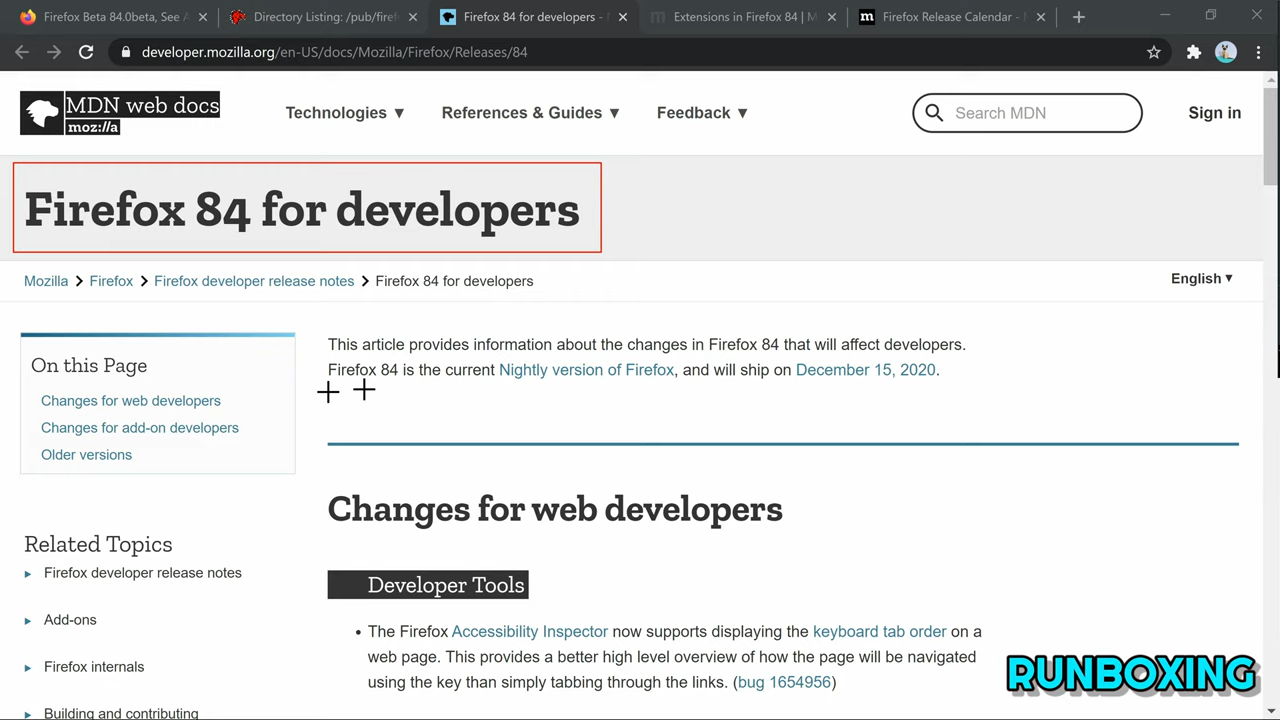 Firefox Beta 84.0beta, See A
Directory Listing: /pub/firef
Firefox 84 for developers -
Extensions in Firefox 84 | M
Firefox Release Calendar -
developer.mozilla.org/en-US/docs/Mozilla/Firefox/Releases/84
MDN web docs
moz://a
Technologies ▼
References & Guides ▼
Feedback ▼
Search MDN
Sign in
Firefox 84 for developers
Mozilla
Firefox
Firefox developer release notes
Firefox 84 for developers
English ▼
On this Page
Changes for web developers
Changes for add-on developers
Older versions
Related Topics
Firefox developer release notes
Add-ons
Firefox internals
Building and contributing
This article provides information about the changes in Firefox 84 that will affect developers.
Firefox 84 is the current Nightly version of Firefox, and will ship on December 15, 2020.
Changes for web developers
Developer Tools
• The Firefox Accessibility Inspector now supports displaying the keyboard tab order on a
web page. This provides a better high level overview of how the page will be navigated
using the key than simply tabbing through the links. (bug 1654956)
RUNBOXING